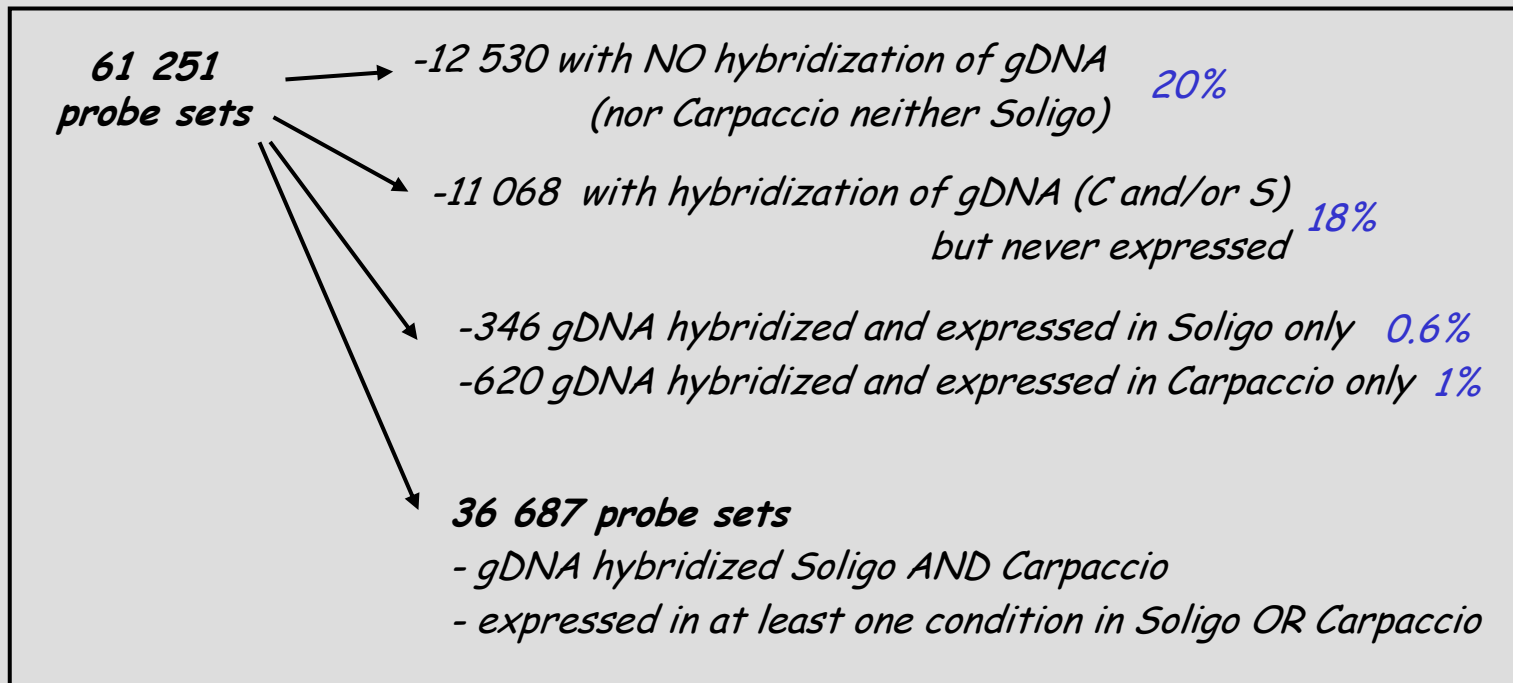 61 251
probe sets
-12 530 with NO hybridization of gDNA
(nor Carpaccio neither Soligo)
20%
-11 068 with hybridization of gDNA (C and/or S)
but never expressed
18%
-346 gDNA hybridized and expressed in Soligo only 0.6%
-620 gDNA hybridized and expressed in Carpaccio only 1%
36 687 probe sets
- gDNA hybridized Soligo AND Carpaccio
- expressed in at least one condition in Soligo OR Carpaccio